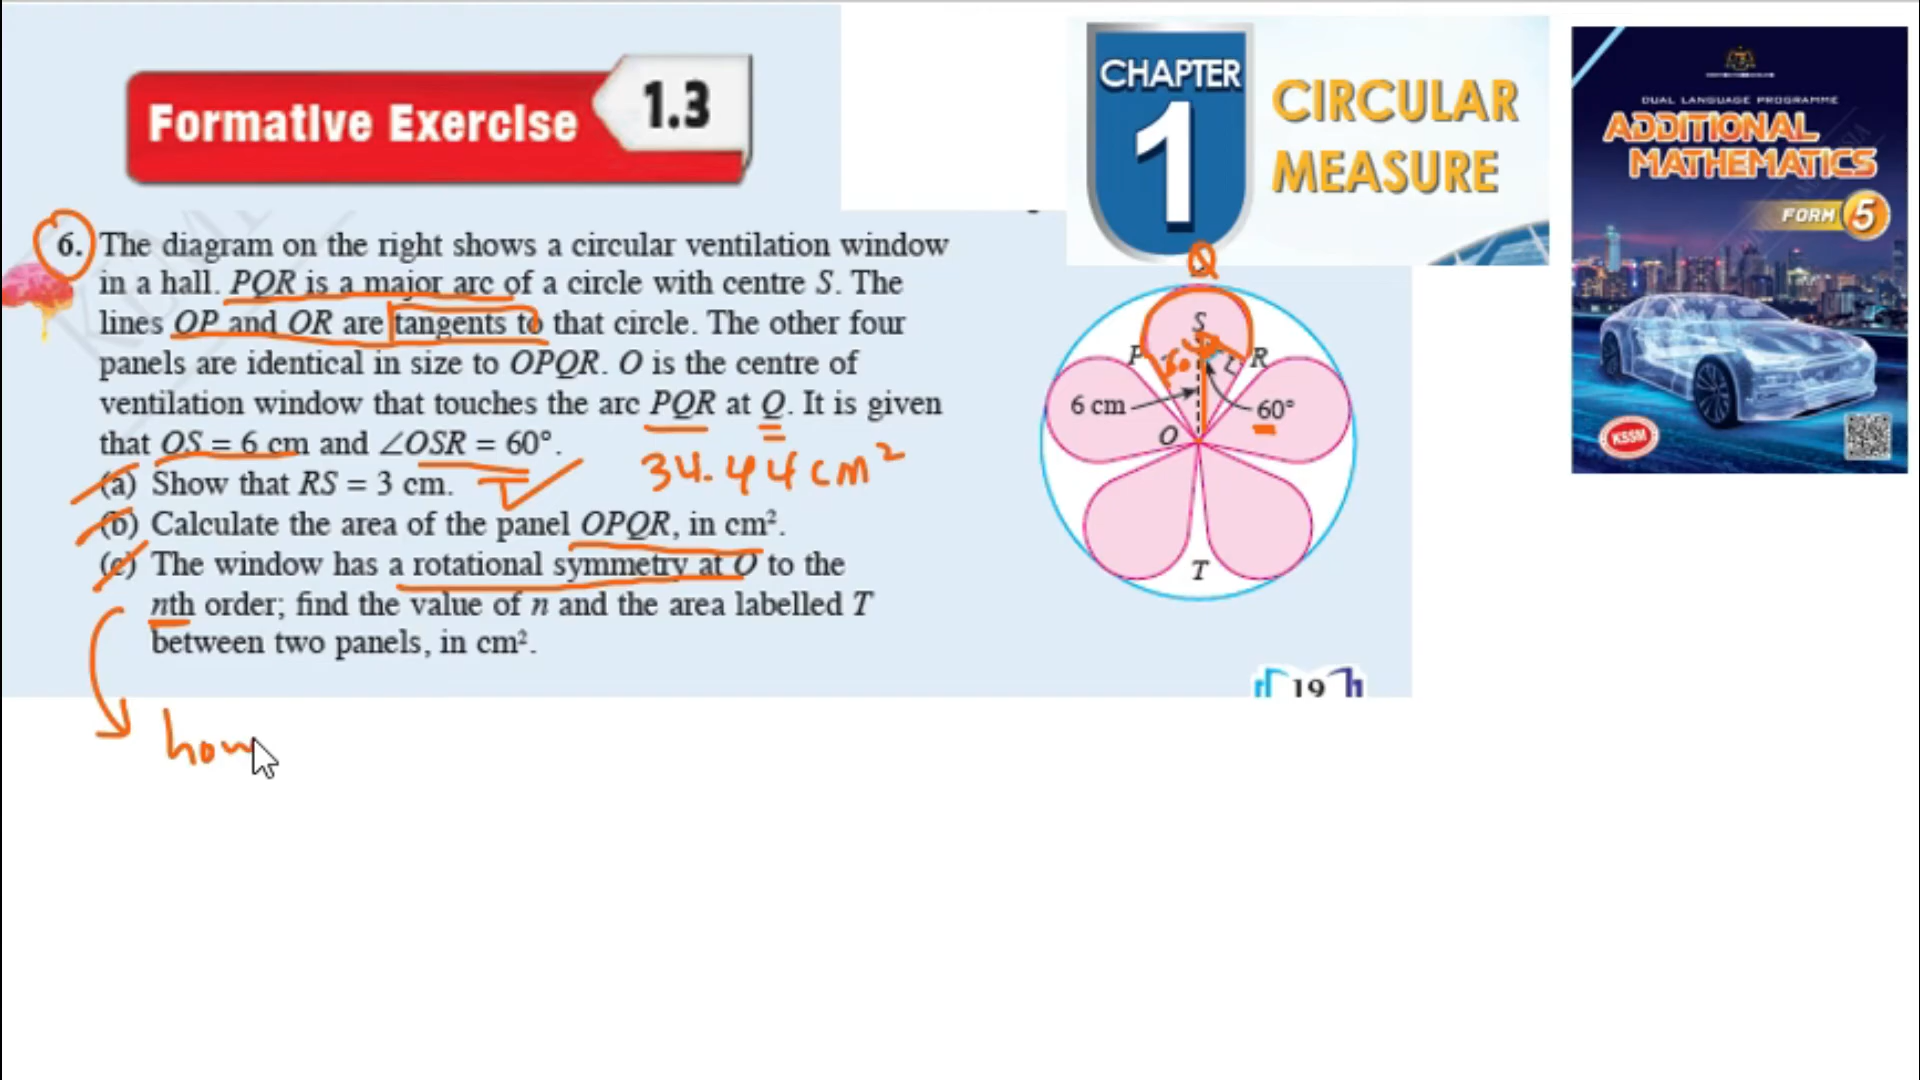 Formative Exercise 1.3
CHAPTER
1
CIRCULAR
MEASURE
DUAL LANGUAGE PROGRAMME
ADDITIONAL
MATHEMATICS
FORM 5
KSSM
6. The diagram on the right shows a circular ventilation window
in a hall. PQR is a major arc of a circle with centre S. The
lines OP and OR are tangents to that circle. The other four
panels are identical in size to OPQR. O is the centre of
ventilation window that touches the arc PQR at Q. It is given
that OS = 6 cm and ∠OSR = 60°.
34.44 cm²
(a) Show that RS = 3 cm.
(b) Calculate the area of the panel OPQR, in cm².
(c) The window has a rotational symmetry at O to the
nth order; find the value of n and the area labelled T
between two panels, in cm².
Q
S
P
R
6 cm
60°
O
T
19
how